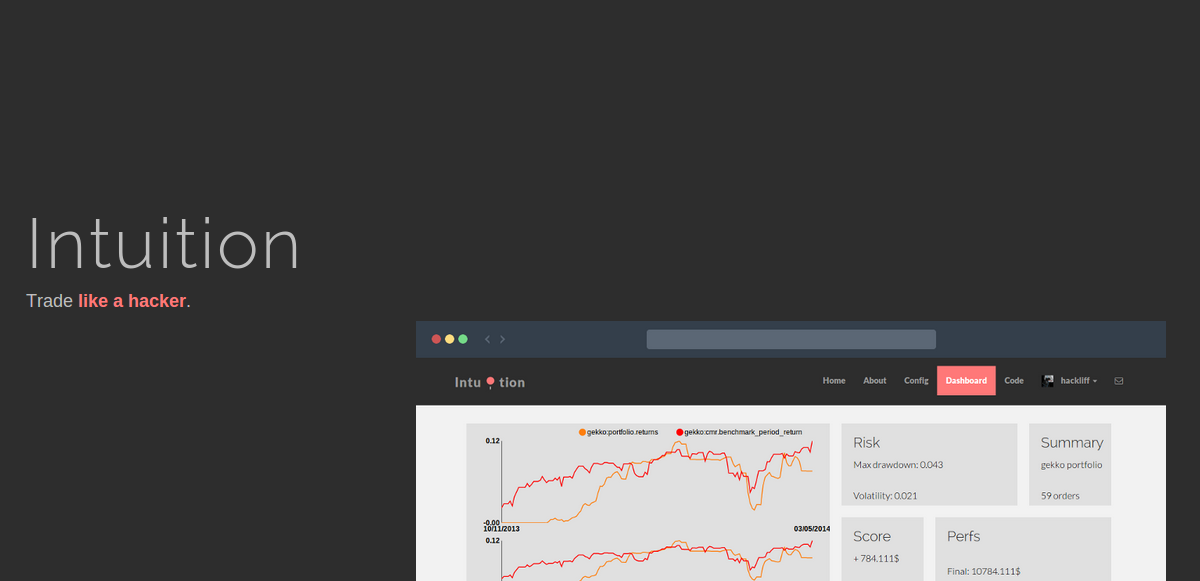 Intuition
Trade like a hacker.
Intu tion
Home About Config Dashboard Code hackliff
gekko:portfolio.returns gekko:cmr.benchmark_period_return
0.12
-0.00
10/11/2013 03/05/2014
0.12
Risk
Max drawdown: 0.043
Volatility: 0.021
Summary
gekko portfolio
59 orders
Score
+ 784.111$
Perfs
Final: 10784.111$